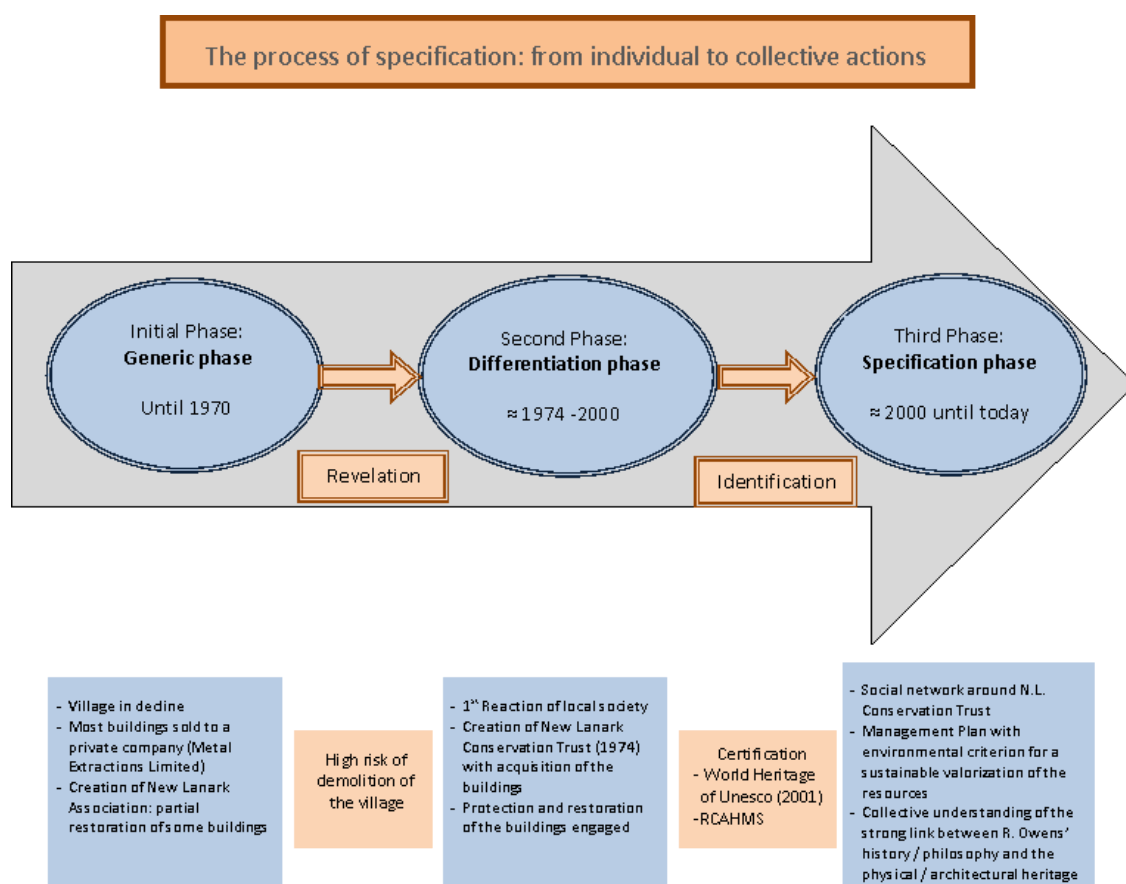 The process of specification: from individual to collective actions
Initial Phase:
Generic phase
Until 1970
Second Phase:
Differentiation phase
≈ 1974 -2000
Third Phase:
Specification phase
≈ 2000 until today
Revelation
Identification
- Village in decline
- Most buildings sold to a
private company (Metal
Extractions Limited)
- Creation of New Lanark
Association: partial
restoration of some buildings
High risk of
demolition of
the village
- 1st Reaction of local society
- Creation of New Lanark
Conservation Trust (1974)
with acquisition of the
buildings
- Protection and restoration
of the buildings engaged
Certification
- World Heritage
of Unesco (2001)
-RCAHMS
- Social network around N.L.
Conservation Trust
- Management Plan with
environmental criterion for a
sustainable valorization of the
resources
- Collective understanding of the
strong link between R. Owens'
history / philosophy and the
physical / architectural heritage